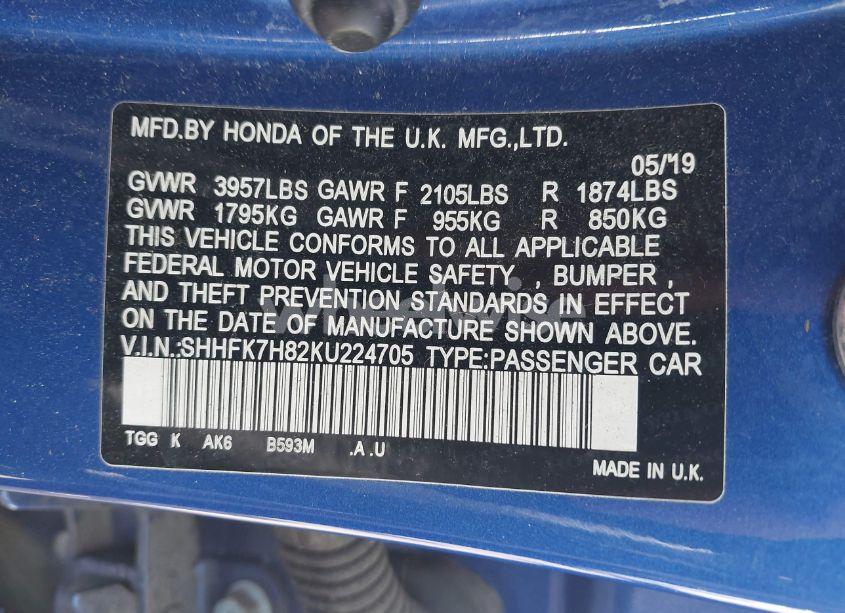 MFD.BY HONDA OF THE U.K. MFG.,LTD.
05/'19
GVWR 3957LBS GAWR F 2105LBS R 1874LBS
GVWR 1795KG GAWR F 955KG R 850KG
THIS VEHICLE CONFORMS TO ALL APPLICABLE
FEDERAL MOTOR VEHICLE SAFETY , BUMPER ,
AND THEFT PREVENTION STANDARDS IN EFFECT
ON THE DATE OF MANUFACTURE SHOWN ABOVE.
V.I.N.:SHHFK7H82KU224705 TYPE:PASSENGER CAR
TGG K AK6 B593M .A .U
MADE IN U.K.